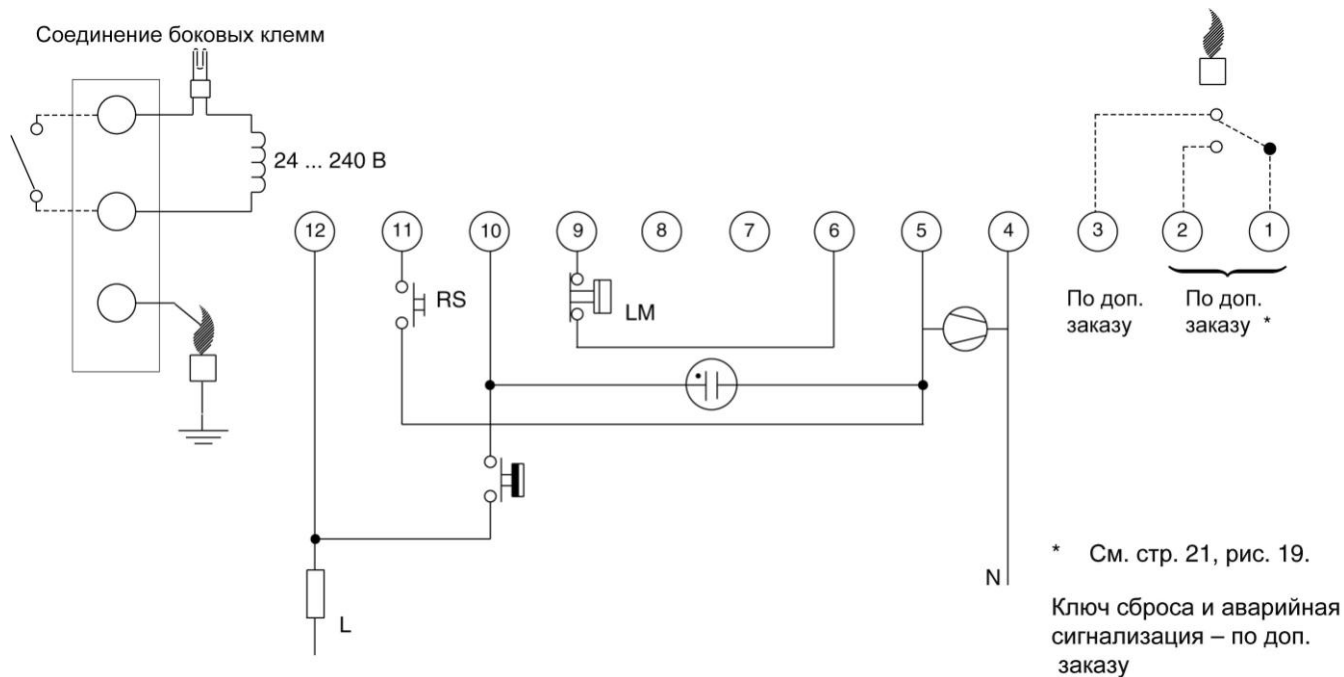 Соединение боковых клемм
24 ... 240 В
12
11
10
9
8
7
6
5
4
3
2
1
RS
LM
По доп.
заказу
По доп.
заказу *
L
N
* См. стр. 21, рис. 19.
Ключ сброса и аварийная
сигнализация – по доп.
заказу